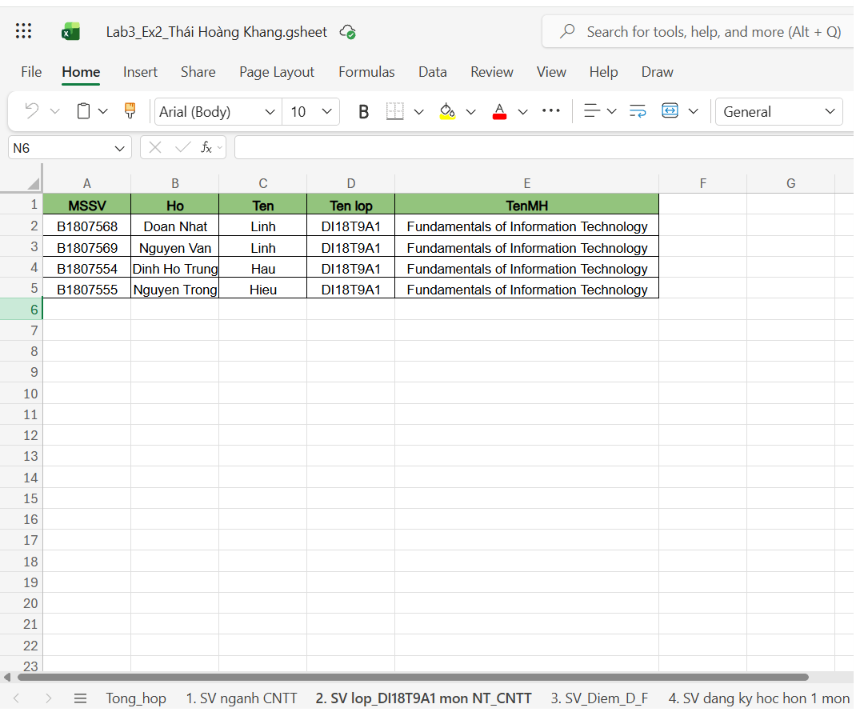 Lab3_Ex2_Thái Hoàng Khang.gsheet
Search for tools, help, and more (Alt + Q)
File Home Insert Share Page Layout Formulas Data Review View Help Draw
Arial (Body) 10 B A General
N6 fx
A B C D E F G
1 MSSV Ho Ten Ten lop TenMH
2 B1807568 Doan Nhat Linh DI18T9A1 Fundamentals of Information Technology
3 B1807569 Nguyen Van Linh DI18T9A1 Fundamentals of Information Technology
4 B1807554 Dinh Ho Trung Hau DI18T9A1 Fundamentals of Information Technology
5 B1807555 Nguyen Trong Hieu DI18T9A1 Fundamentals of Information Technology
6
7
8
9
10
11
12
13
14
15
16
17
18
19
20
21
22
23
Tong_hop 1. SV nganh CNTT 2. SV lop_DI18T9A1 mon NT_CNTT 3. SV_Diem_D_F 4. SV dang ky hoc hon 1 mon